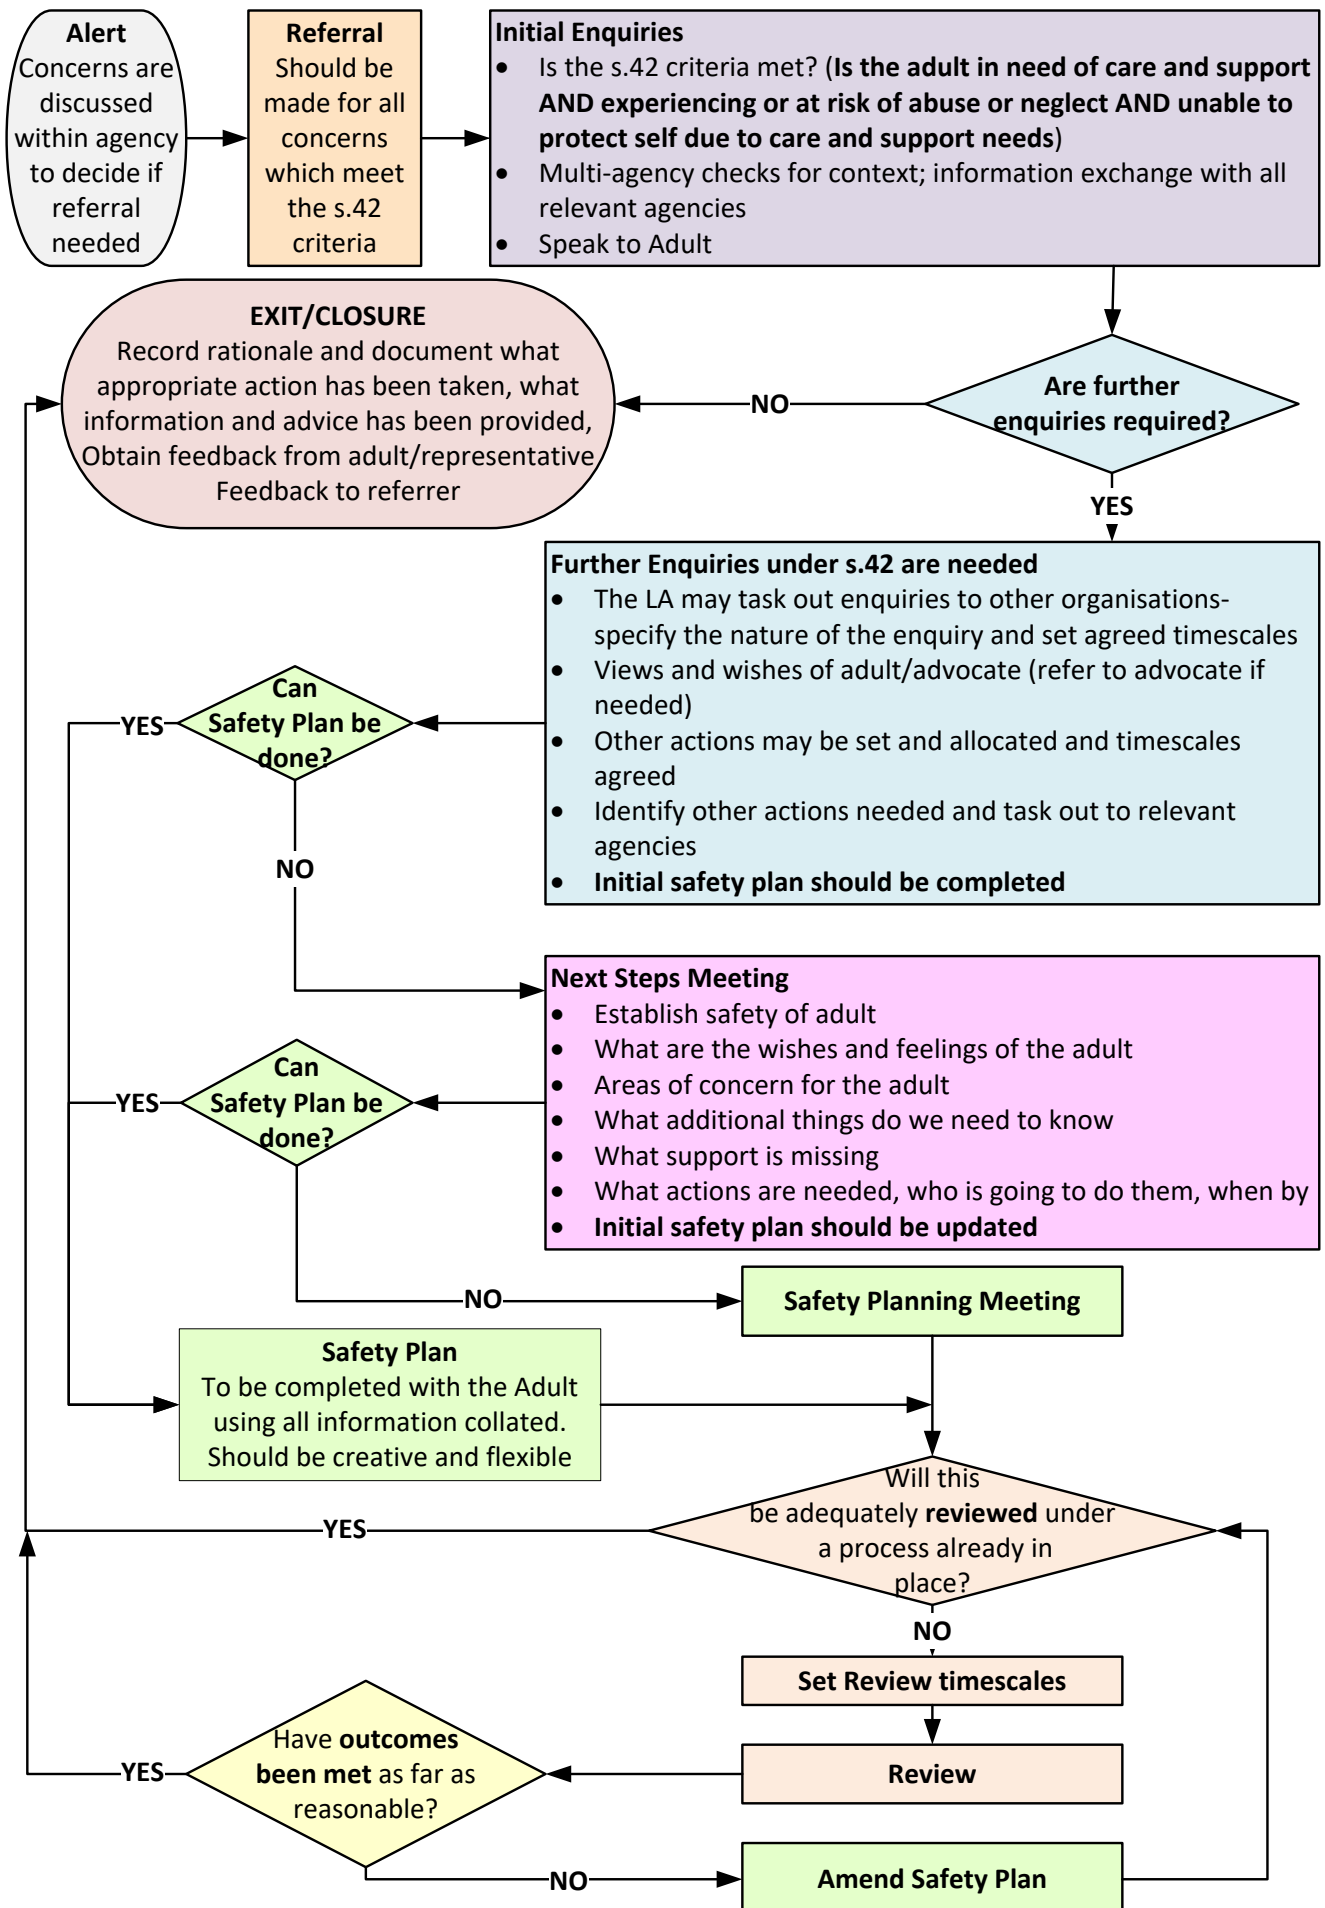 Alert
Concerns are
discussed
within agency
to decide if
referral
needed
Referral
Should be
made for all
concerns
which meet
the s.42
criteria
Initial Enquiries
• Is the s.42 criteria met? (Is the adult in need of care and support
AND experiencing or at risk of abuse or neglect AND unable to
protect self due to care and support needs)
• Multi-agency checks for context; information exchange with all
relevant agencies
• Speak to Adult
EXIT/CLOSURE
Record rationale and document what
appropriate action has been taken, what
information and advice has been provided,
Obtain feedback from adult/representative
Feedback to referrer
NO
Are further
enquiries required?
YES
Further Enquiries under s.42 are needed
• The LA may task out enquiries to other organisations-
specify the nature of the enquiry and set agreed timescales
• Views and wishes of adult/advocate (refer to advocate if
needed)
• Other actions may be set and allocated and timescales
agreed
• Identify other actions needed and task out to relevant
agencies
• Initial safety plan should be completed
Can
Safety Plan be
done?
YES
NO
Next Steps Meeting
• Establish safety of adult
• What are the wishes and feelings of the adult
• Areas of concern for the adult
• What additional things do we need to know
• What support is missing
• What actions are needed, who is going to do them, when by
• Initial safety plan should be updated
Can
Safety Plan be
done?
YES
NO
Safety Planning Meeting
Safety Plan
To be completed with the Adult
using all information collated.
Should be creative and flexible
Will this
be adequately reviewed under
a process already in
place?
YES
NO
Set Review timescales
Review
Have outcomes
been met as far as
reasonable?
YES
NO
Amend Safety Plan